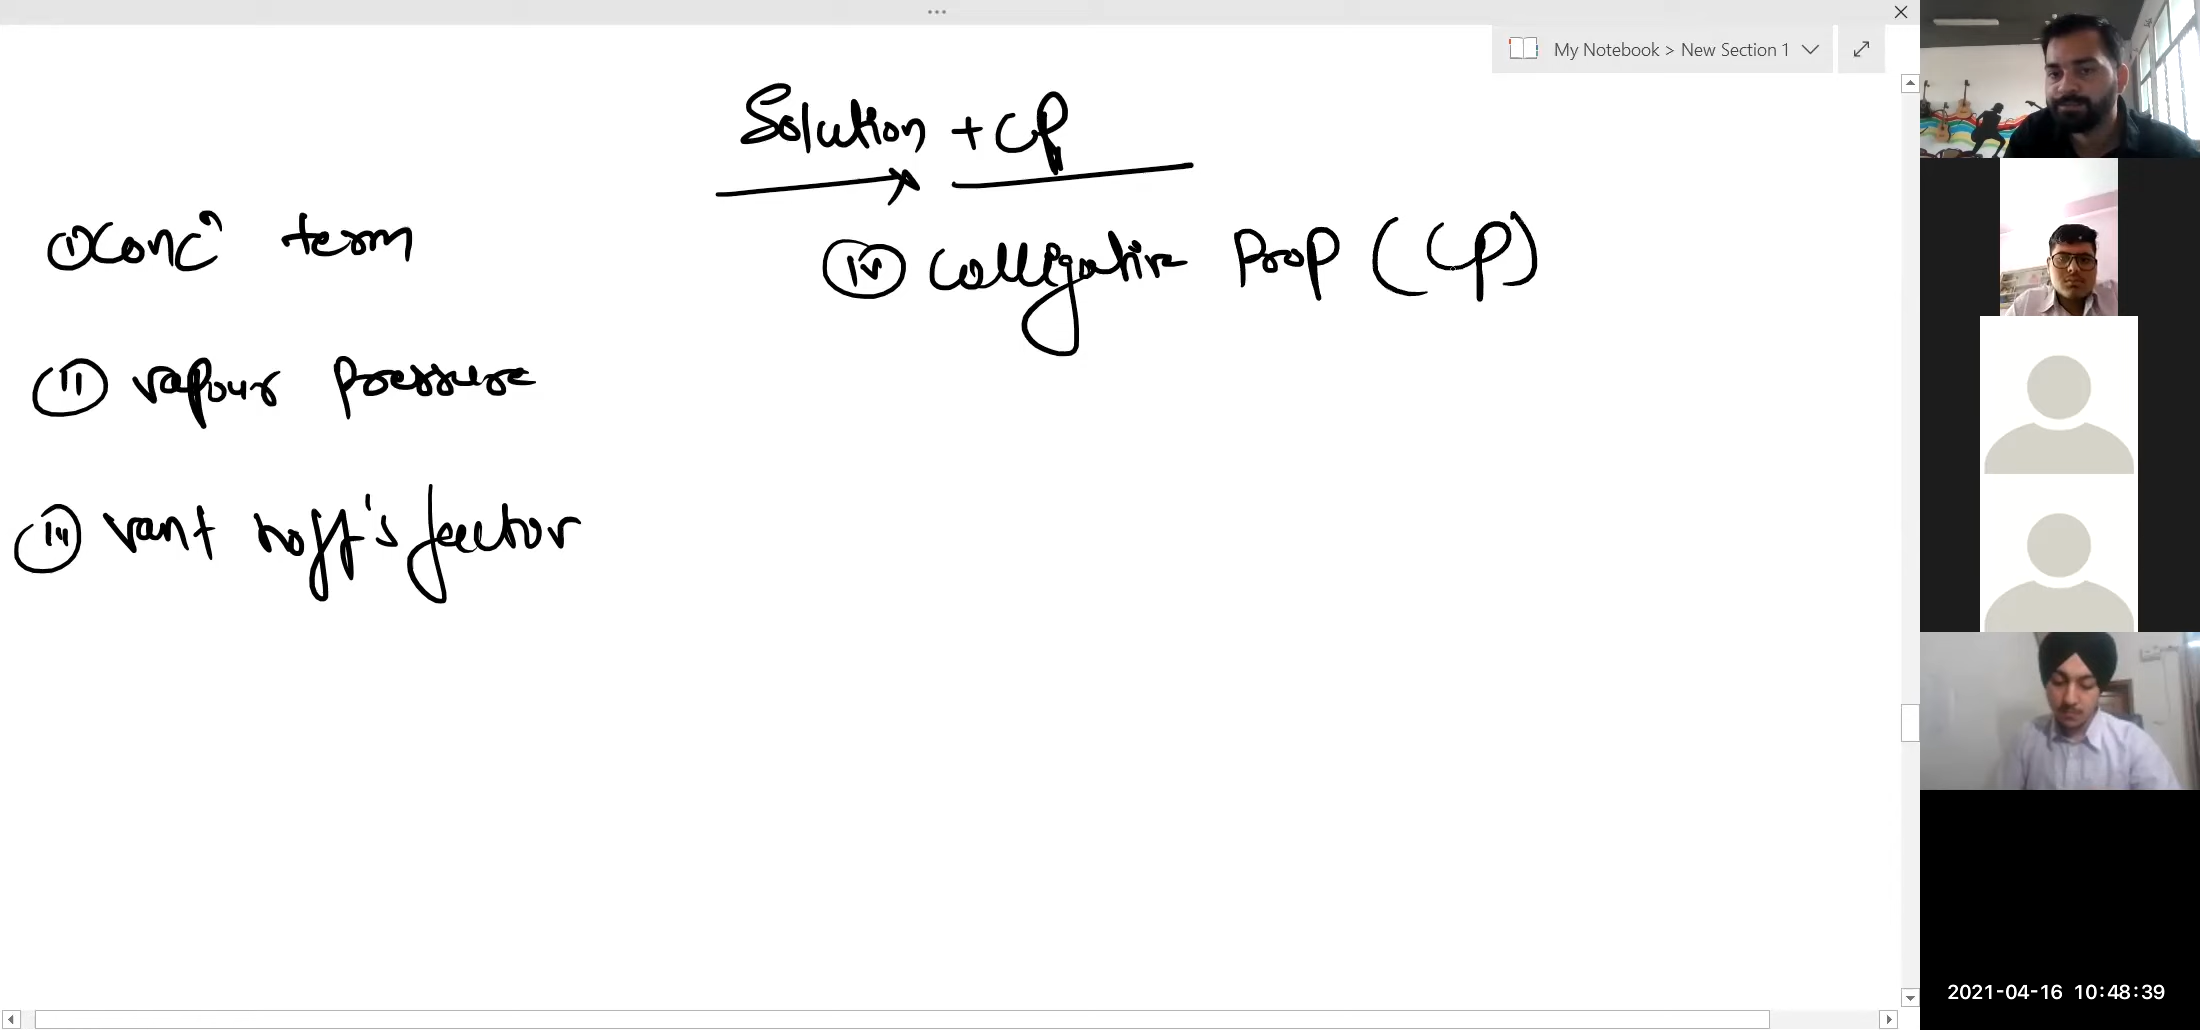 My Notebook > New Section 1
Solution + CP
① Concⁿ term
ⓘⓥ Colligative Prop (CP)
ⓘⓘ vapour pressure
ⓘⓘⓘ vant hoff's factor
2021-04-16 10:48:39